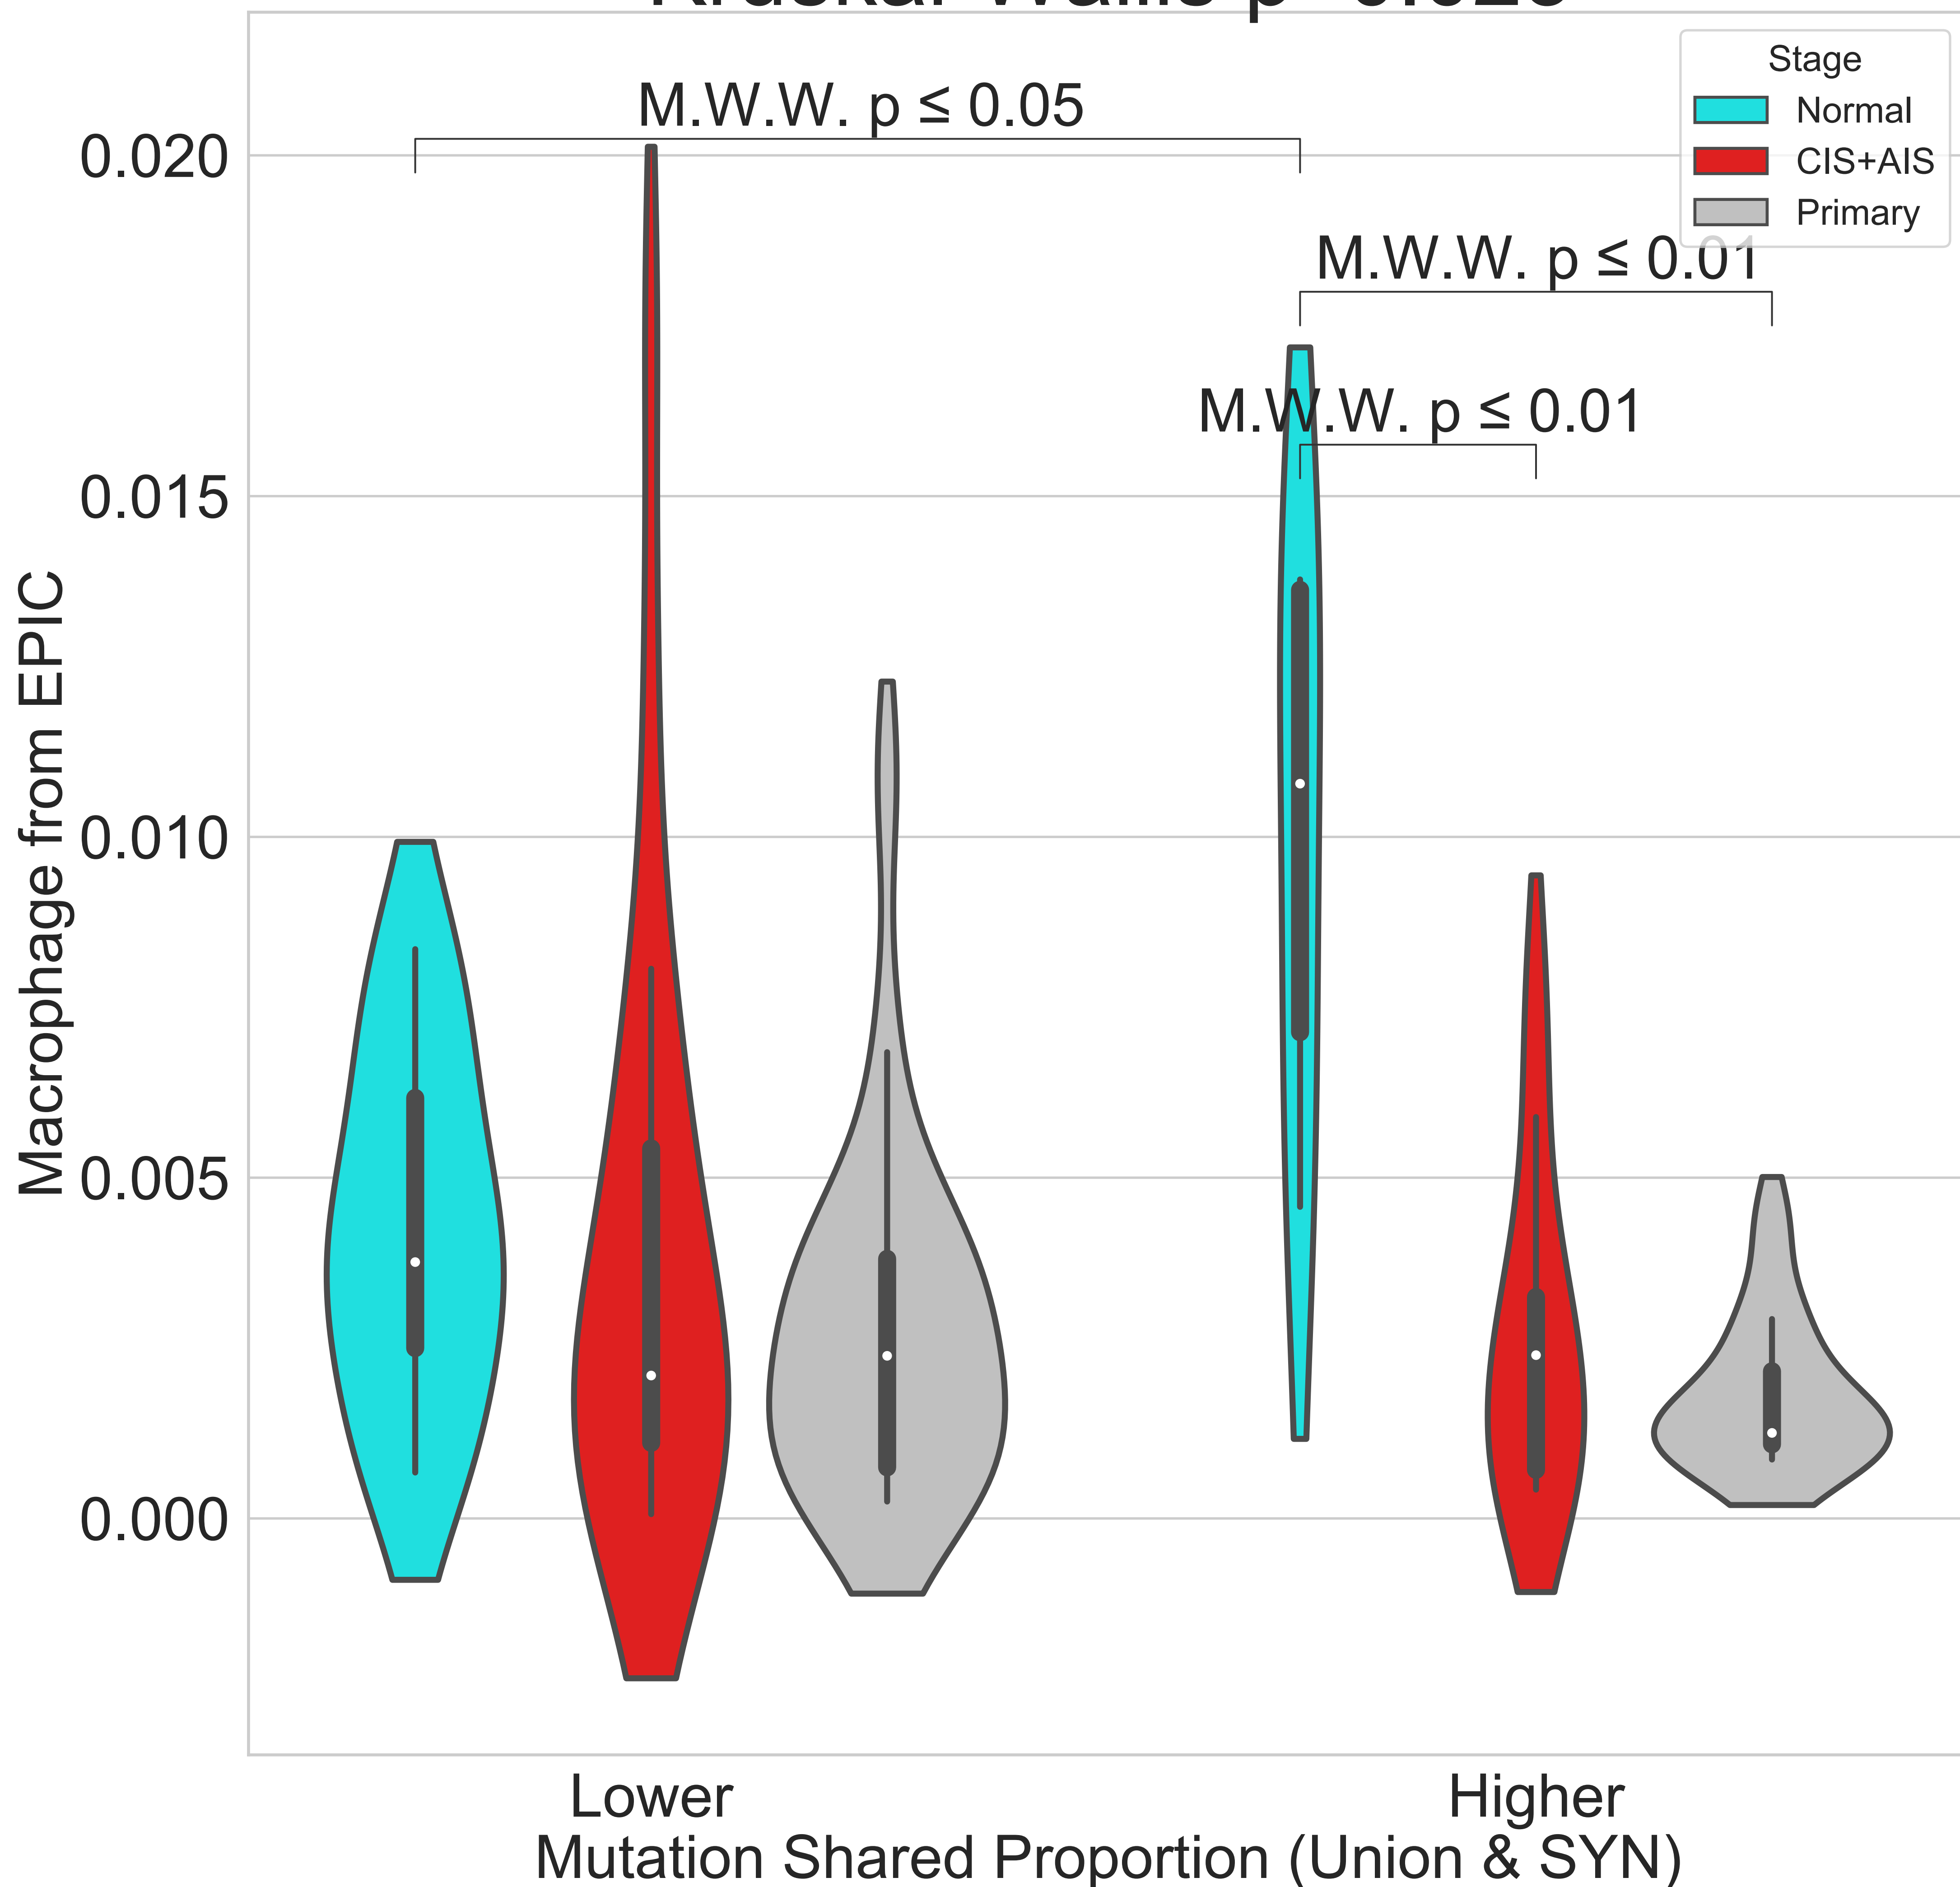 M.W.W. p ≤ 0.05
Stage
Normal
CIS+AIS
Primary
M.W.W. p ≤ 0.01
M.W.W. p ≤ 0.01
0.020
0.015
0.010
0.005
0.000
Macrophage from EPIC
Lower
Higher
Mutation Shared Proportion (Union & SYN)